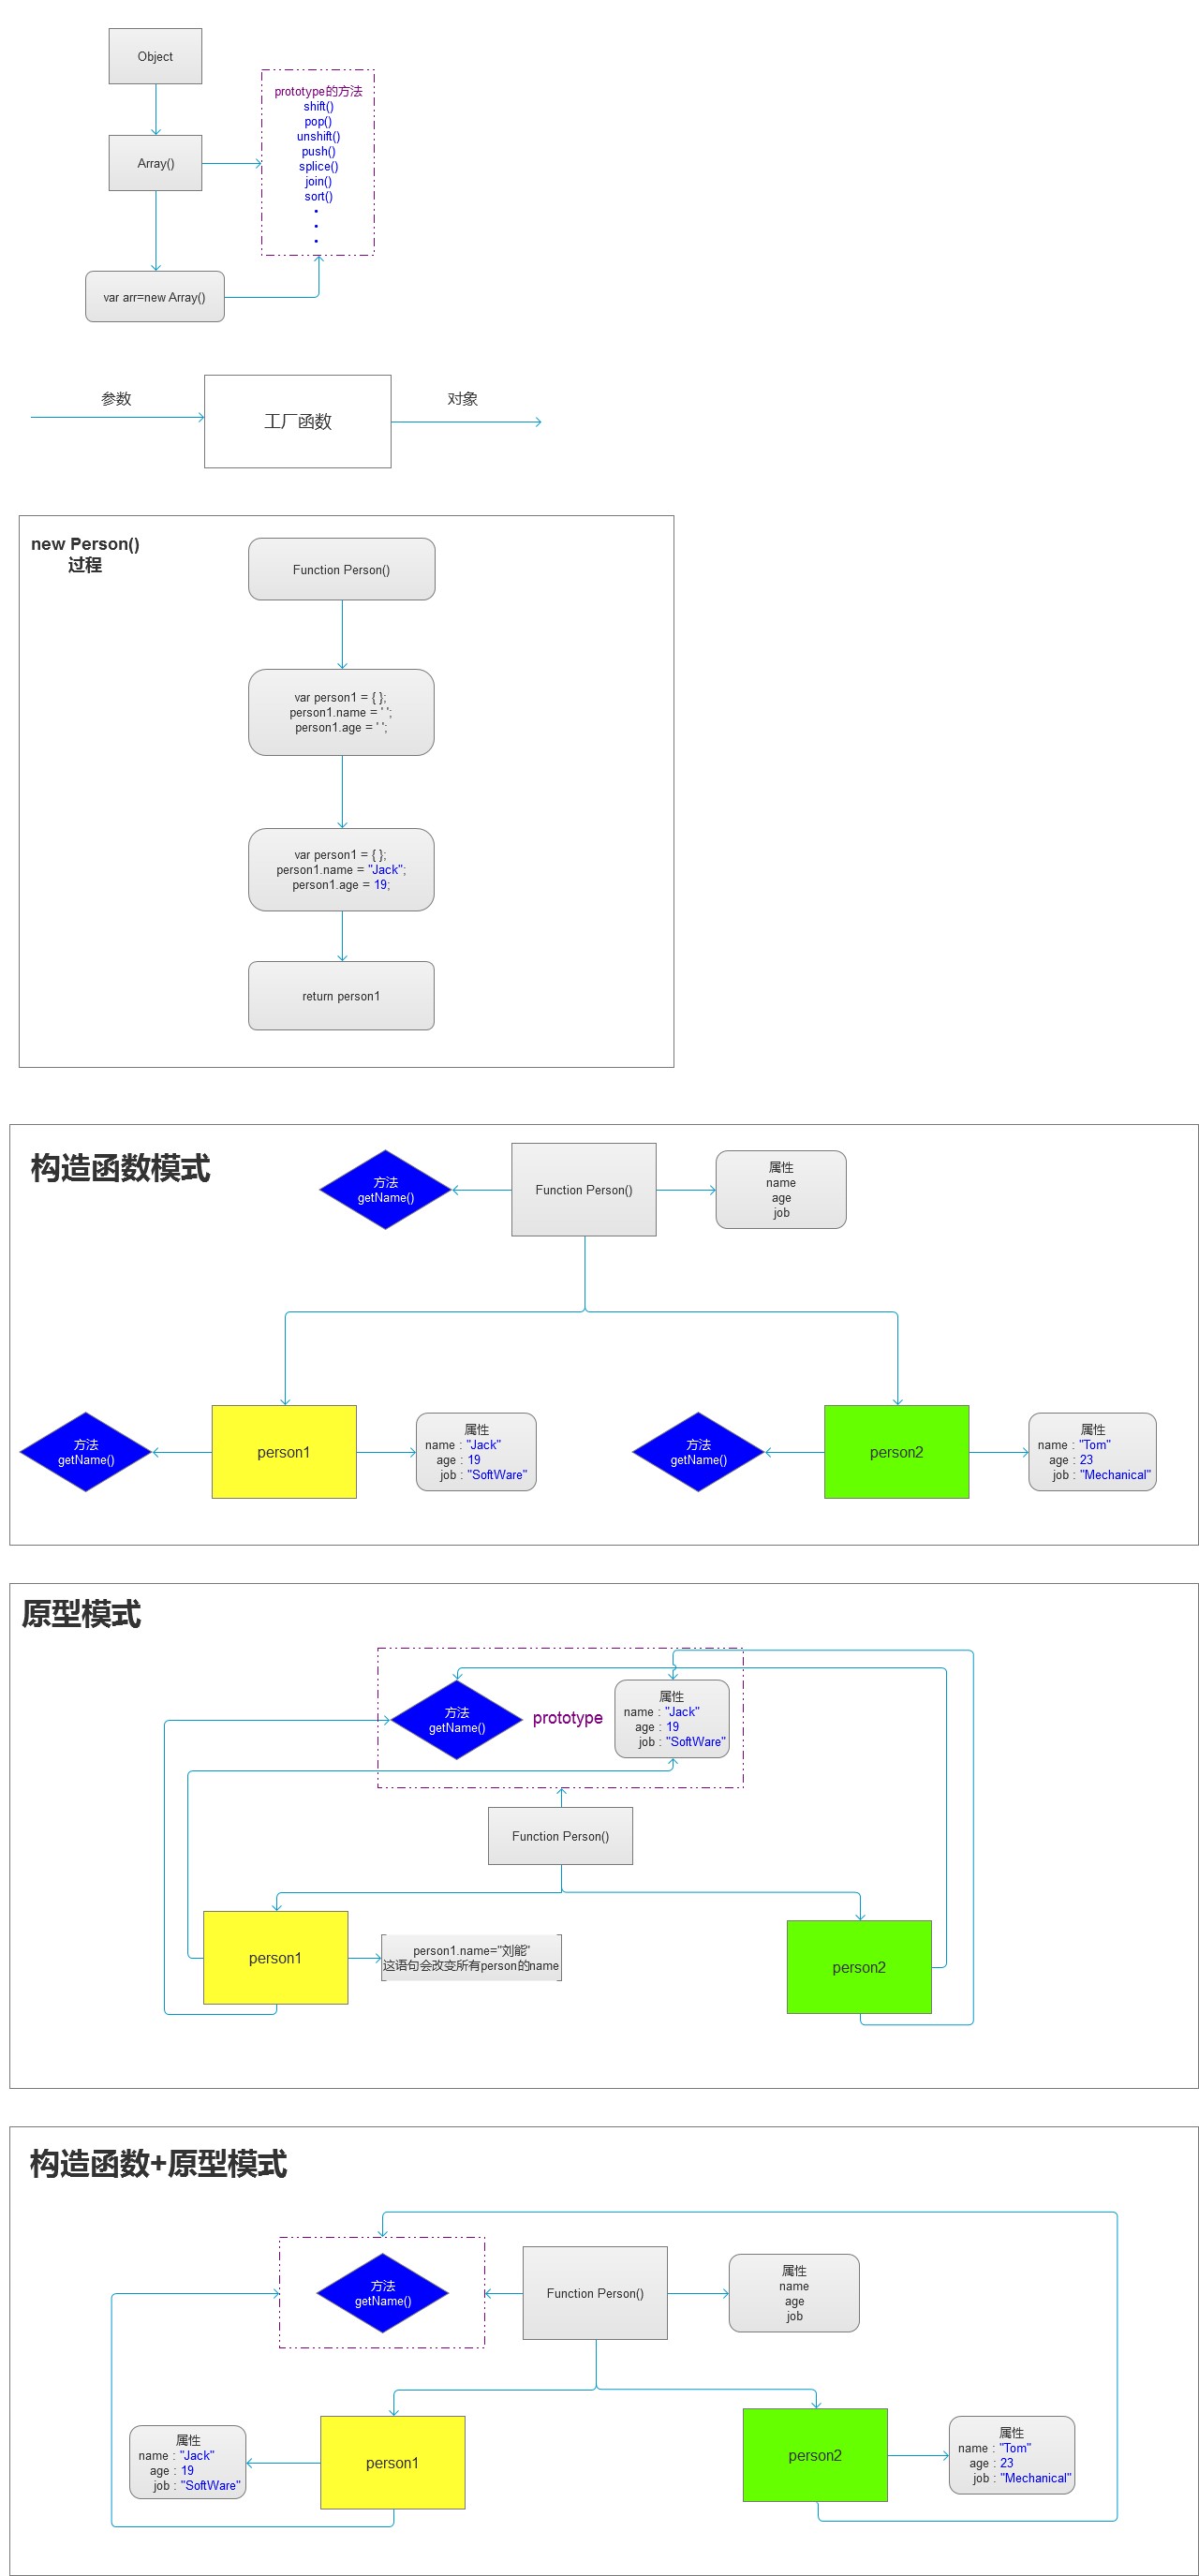 Object
prototype的方法
shift()
pop()
unshift()
push()
splice()
join()
sort()
Array()
var arr=new Array()
参数
工厂函数
对象
new Person()
过程
Function Person()
var person1 = { };
person1.name = ' ';
person1.age = ' ';
var person1 = { };
person1.name = "Jack";
person1.age = 19;
return person1
构造函数模式
方法
getName()
Function Person()
属性
name
age
job
方法
getName()
person1
属性
name : "Jack"
age : 19
job : "SoftWare"
方法
getName()
person2
属性
name : "Tom"
age : 23
job : "Mechanical"
原型模式
方法
getName()
prototype
属性
name : "Jack"
age : 19
job : "SoftWare"
Function Person()
person1
person1.name="刘能"
这语句会改变所有person的name
person2
构造函数+原型模式
方法
getName()
Function Person()
属性
name
age
job
属性
name : "Jack"
age : 19
job : "SoftWare"
person1
person2
属性
name : "Tom"
age : 23
job : "Mechanical"